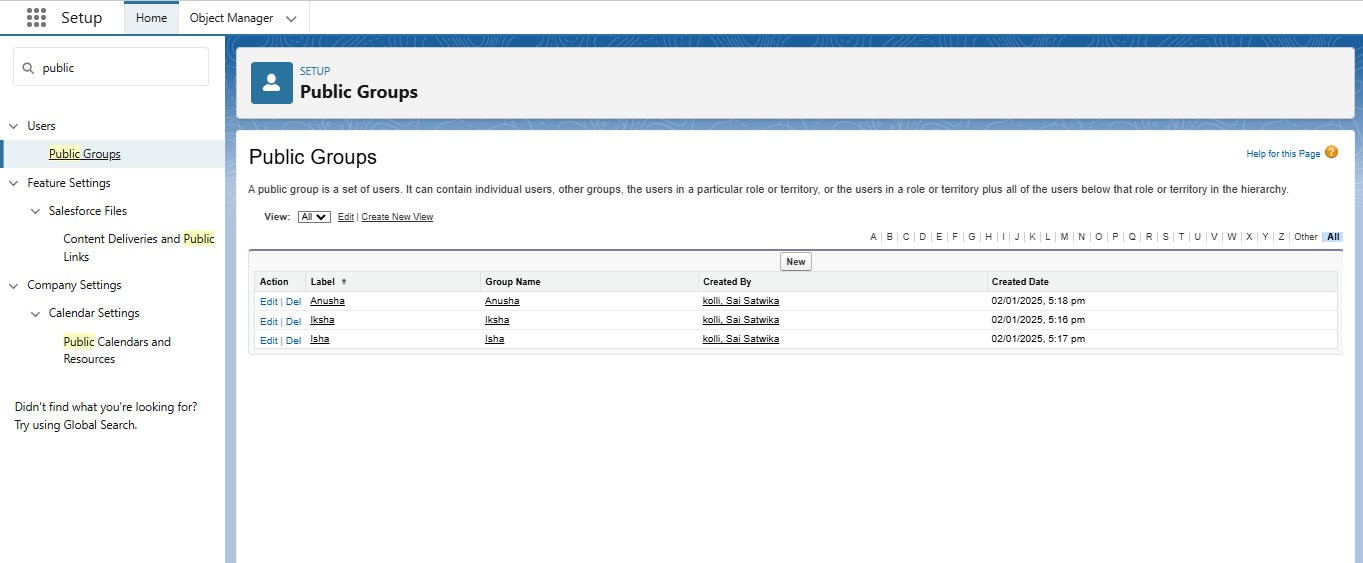 Setup
Home
Object Manager
public
Users
Public Groups
Feature Settings
Salesforce Files
Content Deliveries and Public
Links
Company Settings
Calendar Settings
Public Calendars and
Resources
Didn't find what you're looking for?
Try using Global Search.
SETUP
Public Groups
Public Groups
Help for this Page ?
A public group is a set of users. It can contain individual users, other groups, the users in a particular role or territory, or the users in a role or territory plus all of the users below that role or territory in the hierarchy.
View: All Edit | Create New View
A | B | C | D | E | F | G | H | I | J | K | L | M | N | O | P | Q | R | S | T | U | V | W | X | Y | Z | Other All
New
Action Label Group Name Created By Created Date
Edit | Del Anusha Anusha kolli, Sai Satwika 02/01/2025, 5:18 pm
Edit | Del Iksha Iksha kolli, Sai Satwika 02/01/2025, 5:16 pm
Edit | Del Isha Isha kolli, Sai Satwika 02/01/2025, 5:17 pm